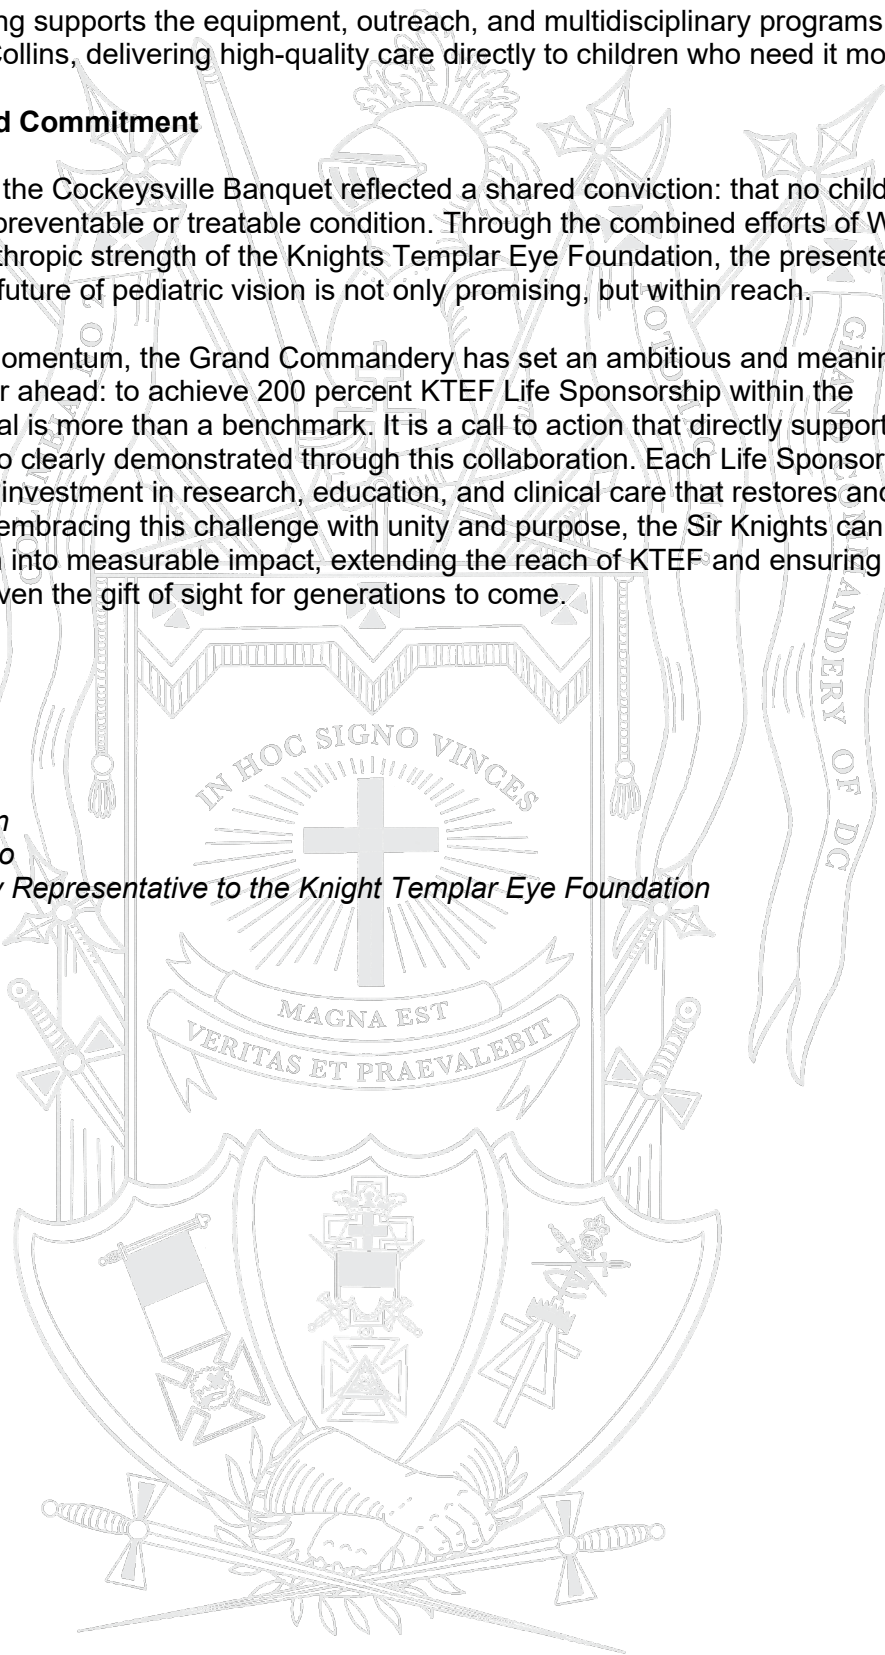 ng supports the equipment, outreach, and multidisciplinary programs
Collins, delivering high-quality care directly to children who need it mo
d Commitment
the Cockeysville Banquet reflected a shared conviction: that no child
preventable or treatable condition. Through the combined efforts of W
thropic strength of the Knights Templar Eye Foundation, the presente
future of pediatric vision is not only promising, but within reach.
omentum, the Grand Commandery has set an ambitious and meanin
r ahead: to achieve 200 percent KTEF Life Sponsorship within the
al is more than a benchmark. It is a call to action that directly support
o clearly demonstrated through this collaboration. Each Life Sponsor
investment in research, education, and clinical care that restores and
embracing this challenge with unity and purpose, the Sir Knights can
n into measurable impact, extending the reach of KTEF and ensuring
ven the gift of sight for generations to come.
n
o
y Representative to the Knight Templar Eye Foundation
GRAND COMMANDERY OF DC
IN HOC SIGNO VINCES
MAGNA EST
VERITAS ET PRAEVALEBIT